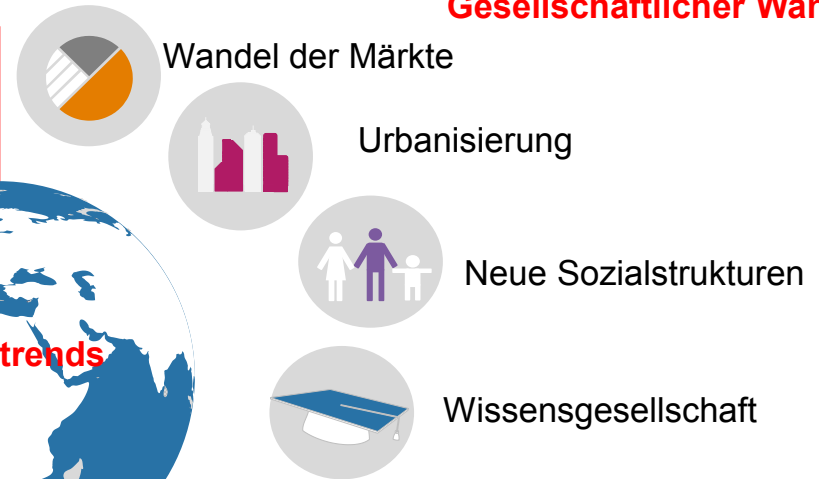 Gesellschaftlicher
Wandel der Märkte
Urbanisierung
Neue Sozialstrukturen
trends
Wissensgesellschaft